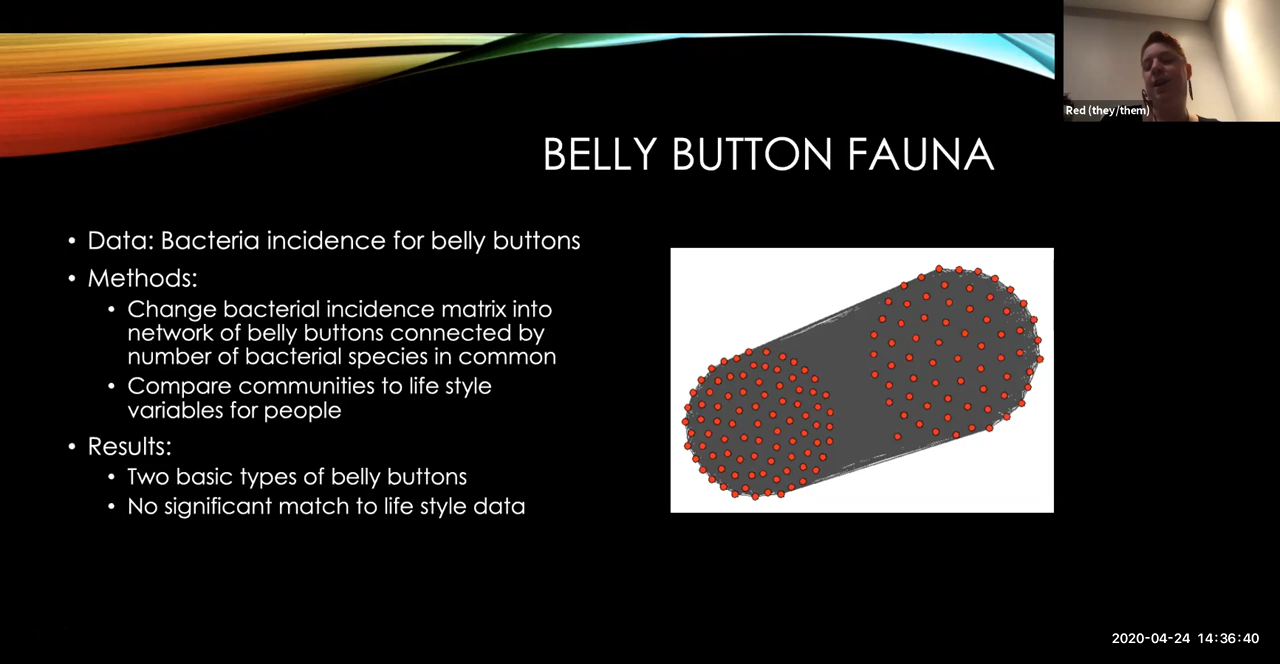 Red (they/them)
BELLY BUTTON FAUNA
• Data: Bacteria incidence for belly buttons
• Methods:
• Change bacterial incidence matrix into
network of belly buttons connected by
number of bacterial species in common
• Compare communities to life style
variables for people
• Results:
• Two basic types of belly buttons
• No significant match to life style data
2020-04-24 14:36:40